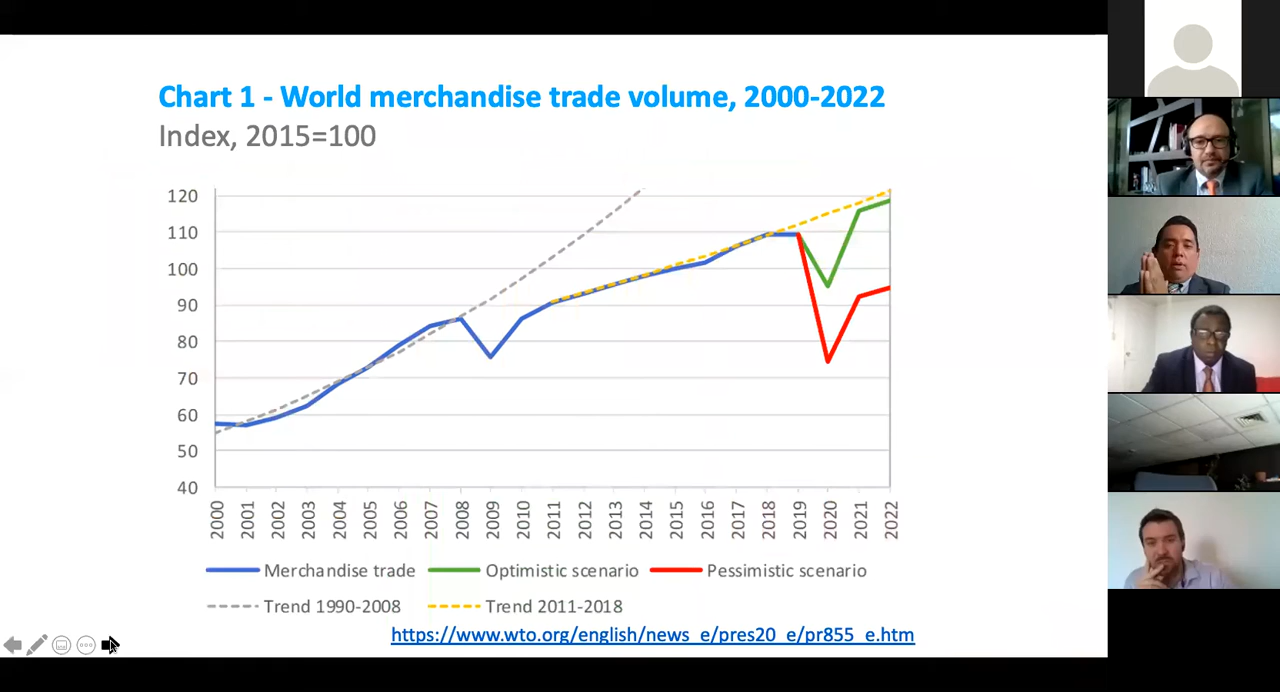 Chart 1 - World merchandise trade volume, 2000-2022
Index, 2015=100
120
110
100
90
80
70
60
50
40
2000 2001 2002 2003 2004 2005 2006 2007 2008 2009 2010 2011 2012 2013 2014 2015 2016 2017 2018 2019 2020 2021 2022
Merchandise trade Optimistic scenario Pessimistic scenario
Trend 1990-2008 Trend 2011-2018
https://www.wto.org/english/news_e/pres20_e/pr855_e.htm